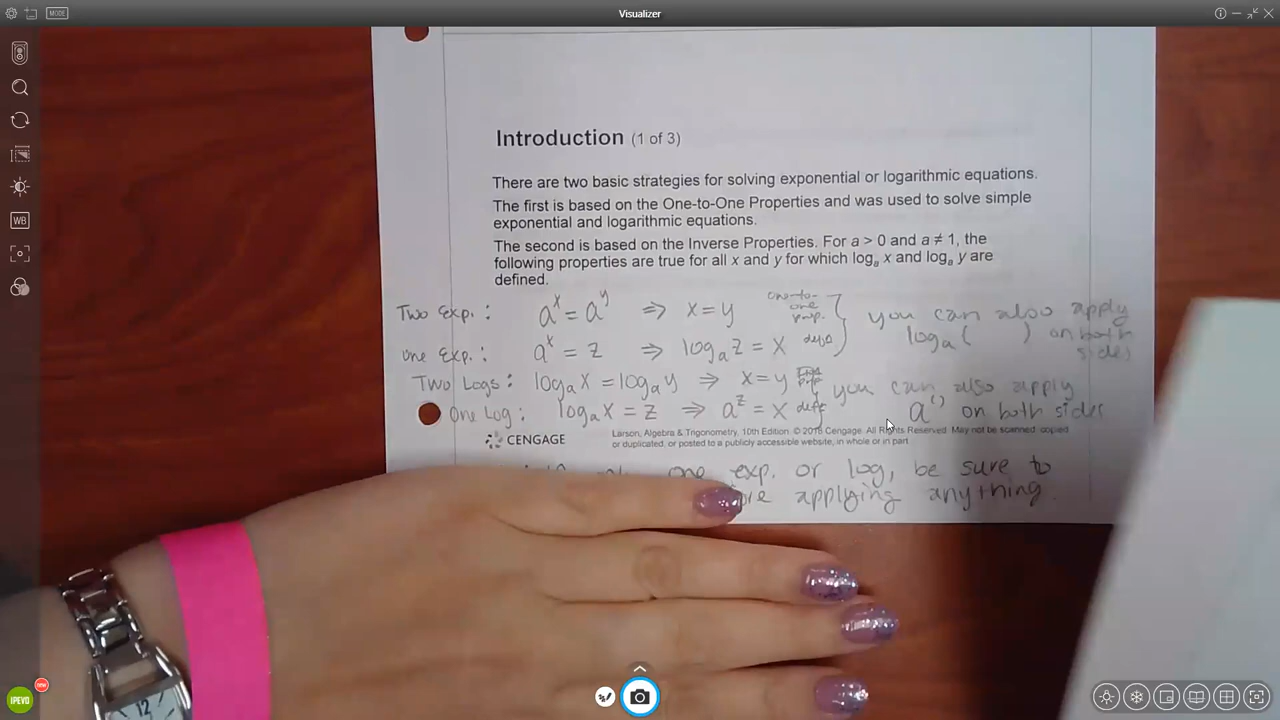 MODE
Visualizer
WB
Introduction (1 of 3)
There are two basic strategies for solving exponential or logarithmic equations.
The first is based on the One-to-One Properties and was used to solve simple
exponential and logarithmic equations.
The second is based on the Inverse Properties. For a > 0 and a ≠ 1, the
following properties are true for all x and y for which logₐ x and logₐ y are
defined.
Two Exp.: aˣ = aʸ ⇒ x = y one-to-one prop. you can also apply
one Exp.: aˣ = z ⇒ logₐ z = x defⁿ logₐ( ) on both sides
Two Logs: logₐ x = logₐ y ⇒ x = y you can also apply
One Log: logₐ x = z ⇒ a^z = x defⁿ a^( ) on both sides
CENGAGE
Larson, Algebra & Trigonometry, 10th Edition. © 2018 Cengage. All Rights Reserved. May not be scanned, copied
or duplicated, or posted to a publicly accessible website, in whole or in part.
one exp. or log, be sure to
applying anything.
IPEVO
new
12